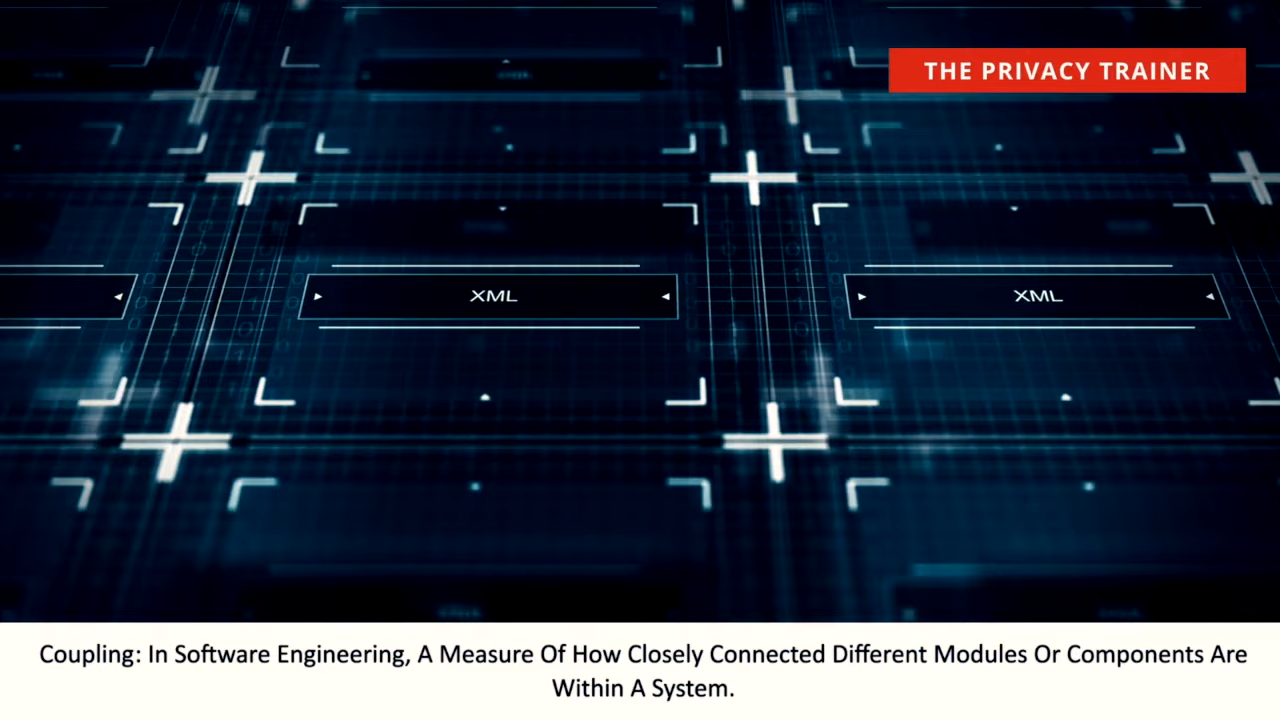 THE PRIVACY TRAINER
XML
XML
Coupling: In Software Engineering, A Measure Of How Closely Connected Different Modules Or Components Are
Within A System.